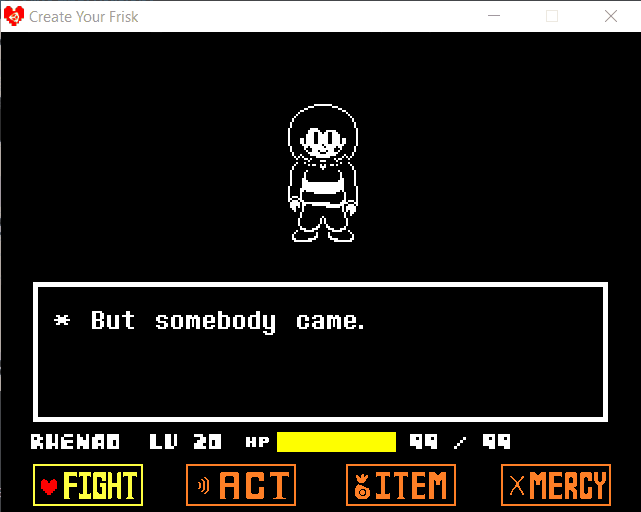 Create Your Frisk
* But somebody came.
RHENAO LV 20 HP 99 / 99
FIGHT ACT ITEM MERCY